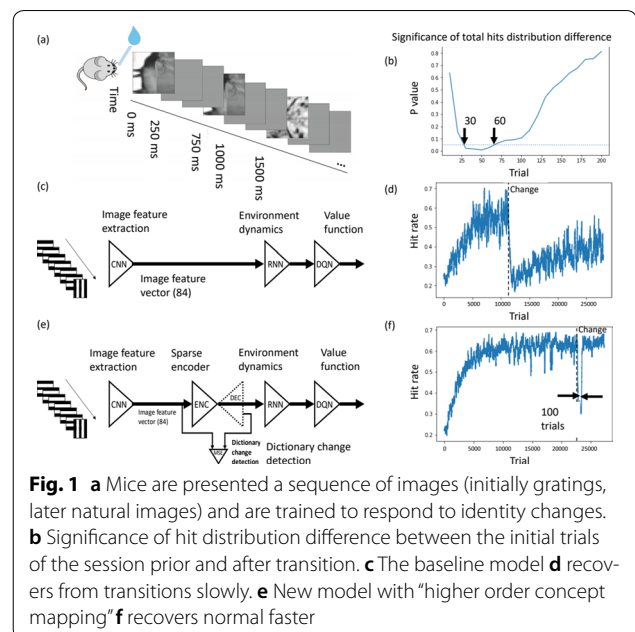 (a)
Time
0 ms
250 ms
750 ms
1000 ms
1500 ms
...
Significance of total hits distribution difference
(b)
P value
0.8
0.7
0.6
0.5
0.4
0.3
0.2
0.1
0.0
30
60
25
50
75
100
125
150
175
200
Trial
(c)
Image feature
extraction
Environment
dynamics
Value
function
CNN
RNN
DQN
Image feature
vector (84)
(d)
Hit rate
0.7
0.6
0.5
0.4
0.3
0.2
Change
0
5000
10000
15000
20000
25000
Trial
(e)
Image feature
extraction
Sparse
encoder
Environment
dynamics
Value
function
CNN
ENC
DEC
RNN
DQN
Image feature
vector (84)
MSE
Dictionary
change
detection
Dictionary change
detection
(f)
Hit rate
0.7
0.6
0.5
0.4
0.3
0.2
Change
100
trials
0
5000
10000
15000
20000
25000
Trial
Fig. 1 a Mice are presented a sequence of images (initially gratings,
later natural images) and are trained to respond to identity changes.
b Significance of hit distribution difference between the initial trials
of the session prior and after transition. c The baseline model d recov-
ers from transitions slowly. e New model with “higher order concept
mapping” f recovers normal faster